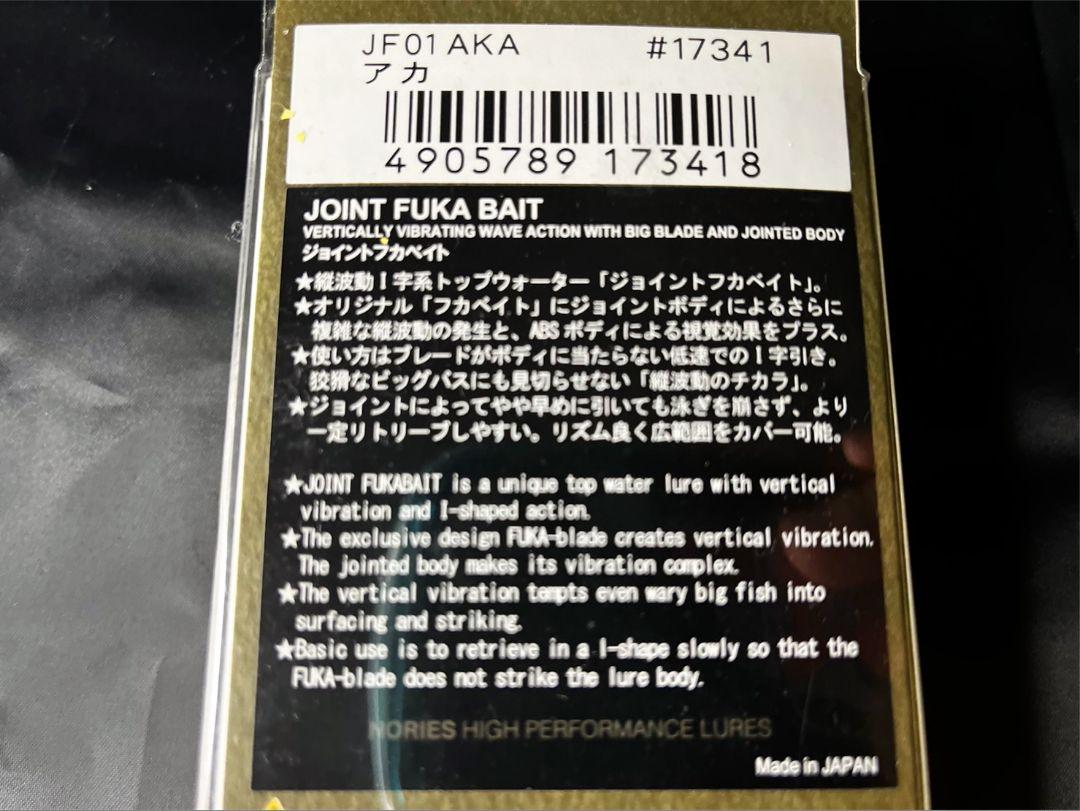 JF01AKA #17341
アカ
4905789 173418
JOINT FUKA BAIT
VERTICALLY VIBRATING WAVE ACTION WITH BIG BLADE AND JOINTED BODY
ジョイントフカベイト
★縦波動I字系トップウォーター「ジョイントフカベイト」。
★オリジナル「フカベイト」にジョイントボディによるさらに
複雑な縦波動の発生と、ABSボディによる視覚効果をプラス。
★使い方はブレードがボディに当たらない低速でのI字引き。
狡猾なビッグバスにも見切らせない「縦波動のチカラ」。
★ジョイントによってやや早めに引いても泳ぎを崩さず、より
一定リトリーブしやすい。リズム良く広範囲をカバー可能。
★JOINT FUKABAIT is a unique top water lure with vertical
vibration and I-shaped action.
★The exclusive design FUKA-blade creates vertical vibration.
The jointed body makes its vibration complex.
★The vertical vibration tempts even wary big fish into
surfacing and striking.
★Basic use is to retrieve in a I-shape slowly so that the
FUKA-blade does not strike the lure body.
NORIES HIGH PERFORMANCE LURES
Made in JAPAN